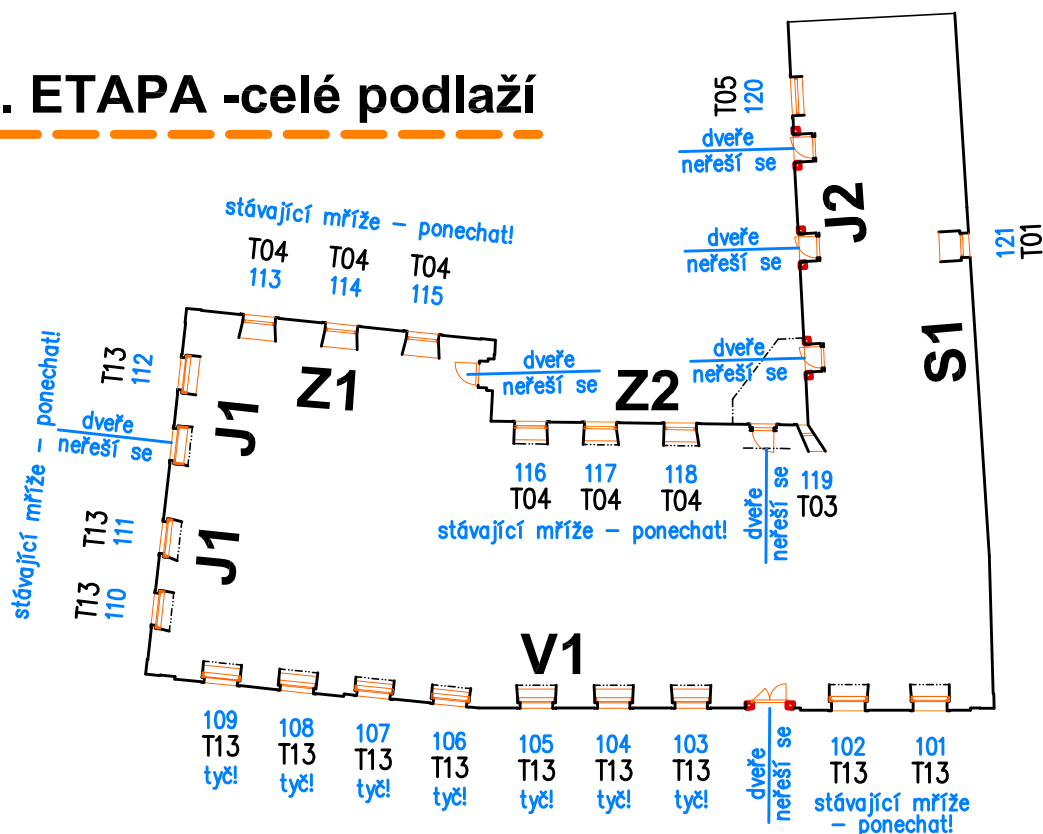 . ETAPA -celé podlaží
T05
120
dveře
neřeší se
J2
dveře
neřeší se
121
T01
S1
dveře
neřeší se
stávající mříže – ponechat!
T04
113
T04
114
T04
115
Z1
dveře
neřeší se
Z2
stávající mříže – ponechat!
T13
112
J1
dveře
neřeší se
T13
111
J1
T13
110
116
T04
117
T04
118
T04
stávající mříže – ponechat!
dveře
neřeší se
119
T03
V1
109
T13
tyč!
108
T13
tyč!
107
T13
tyč!
106
T13
tyč!
105
T13
tyč!
104
T13
tyč!
103
T13
tyč!
dveře
neřeší se
102
T13
101
T13
stávající mříže
– ponechat!